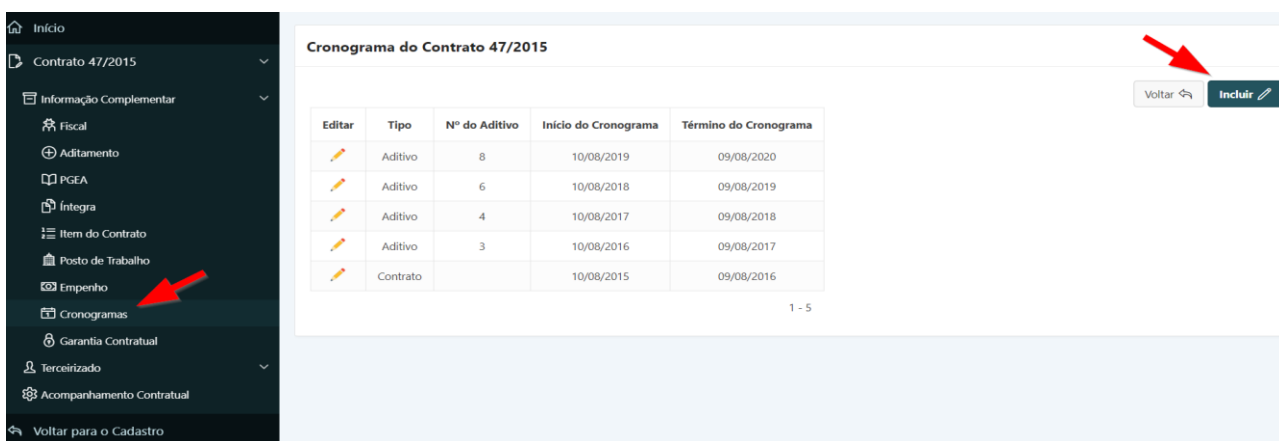 Início
Contrato 47/2015
Informação Complementar
Fiscal
Aditamento
PGEA
Íntegra
Item do Contrato
Posto de Trabalho
Empenho
Cronogramas
Garantia Contratual
Terceirizado
Acompanhamento Contratual
Voltar para o Cadastro
Cronograma do Contrato 47/2015
Voltar Incluir
Editar Tipo Nº do Aditivo Início do Cronograma Término do Cronograma
Aditivo 8 10/08/2019 09/08/2020
Aditivo 6 10/08/2018 09/08/2019
Aditivo 4 10/08/2017 09/08/2018
Aditivo 3 10/08/2016 09/08/2017
Contrato 10/08/2015 09/08/2016
1 - 5